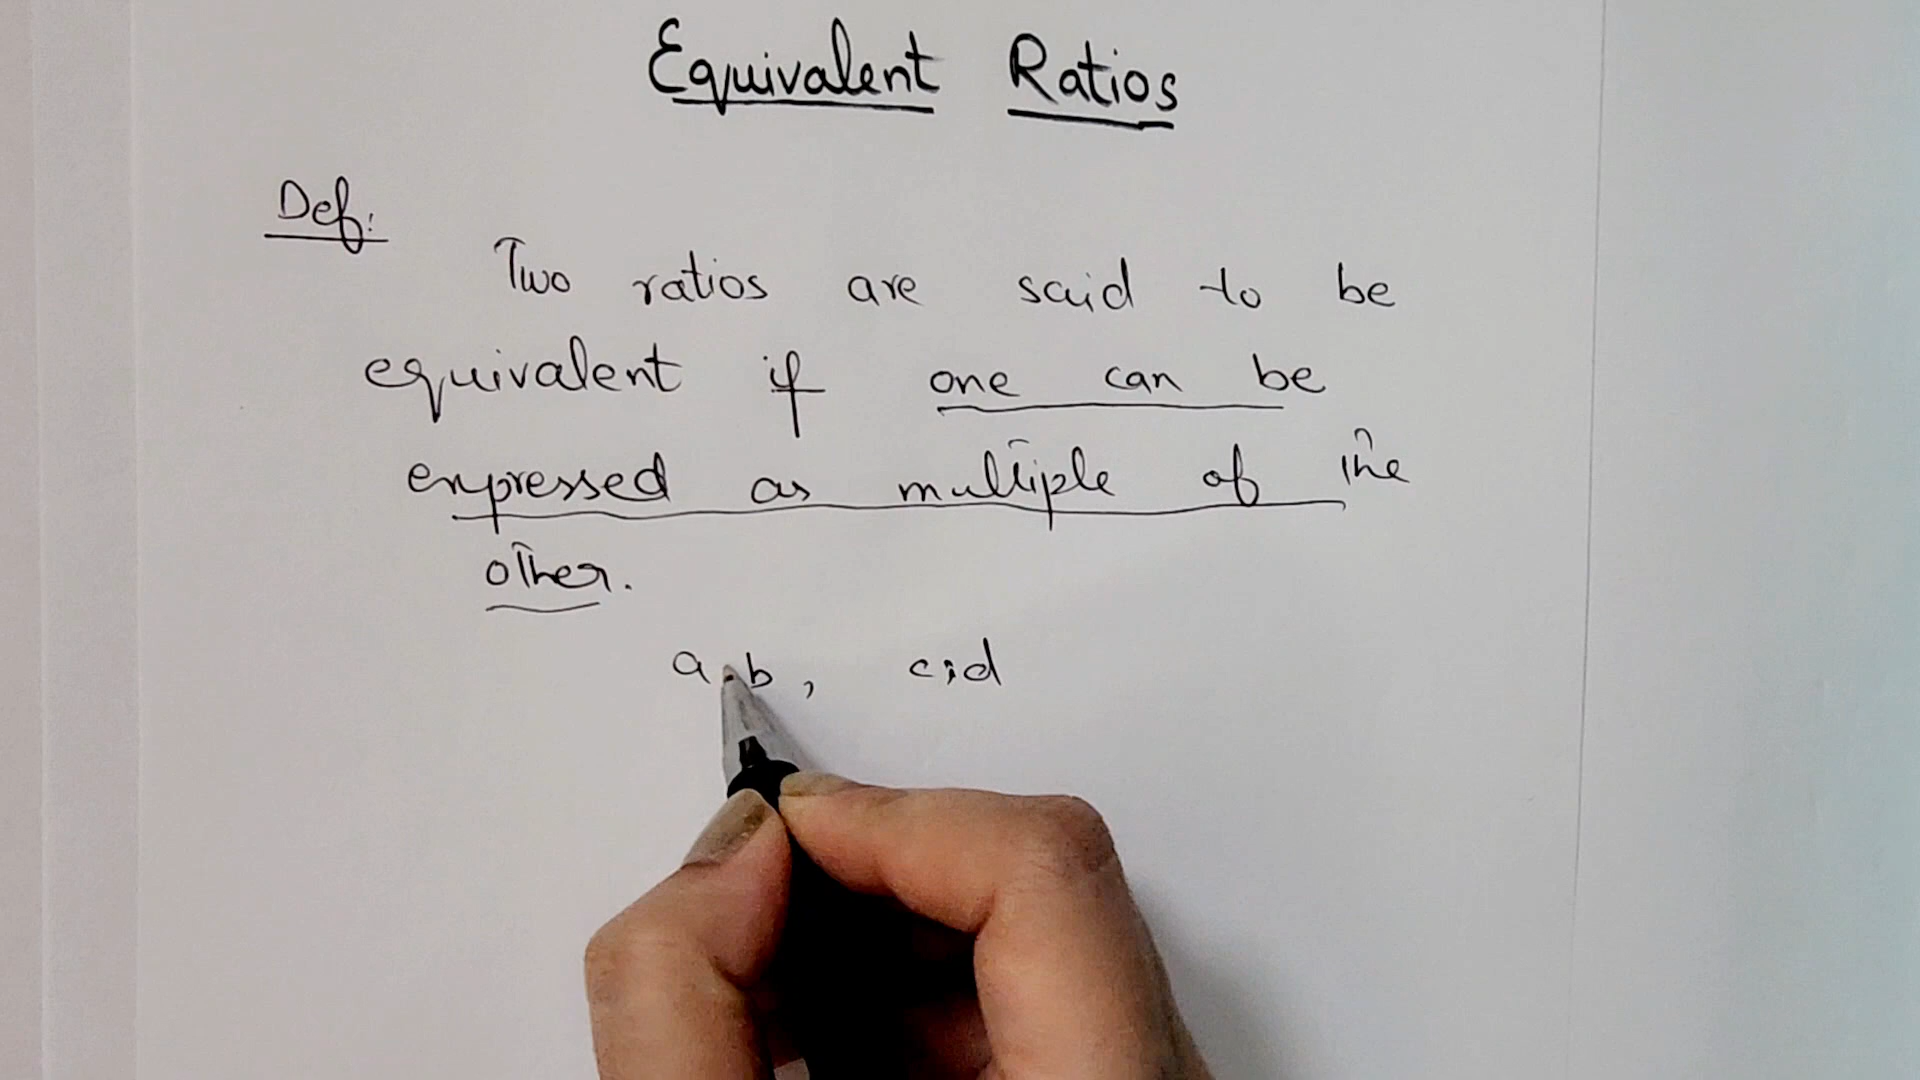 Equivalent Ratios
Def:
Two ratios are said to be
equivalent if one can be
expressed as multiple of the
other.
a:b, c:d